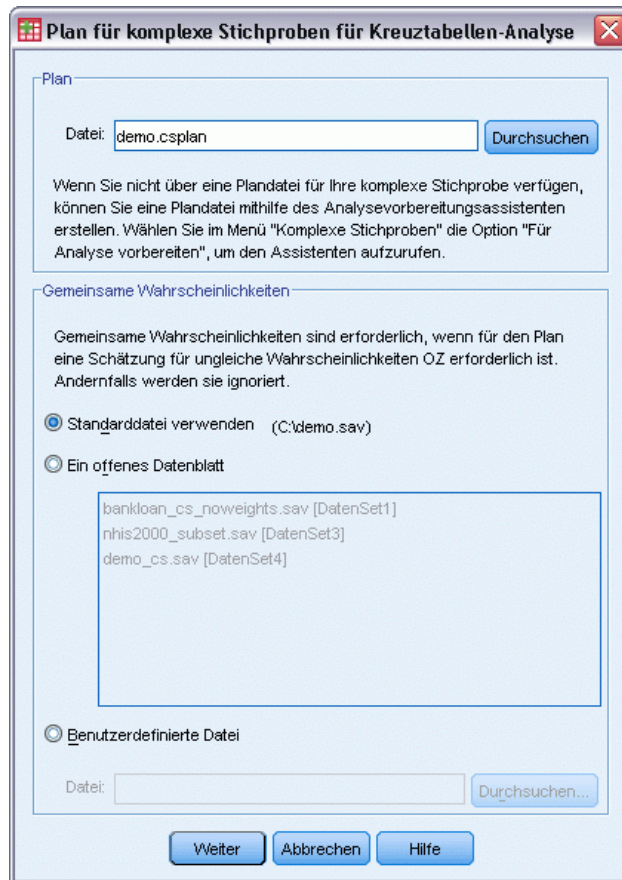 Plan für komplexe Stichproben für Kreuztabellen-Analyse
Plan
Datei: demo.csplan Durchsuchen
Wenn Sie nicht über eine Plandatei für Ihre komplexe Stichprobe verfügen,
können Sie eine Plandatei mithilfe des Analysevorbereitungsassistenten
erstellen. Wählen Sie im Menü "Komplexe Stichproben" die Option "Für
Analyse vorbereiten", um den Assistenten aufzurufen.
Gemeinsame Wahrscheinlichkeiten
Gemeinsame Wahrscheinlichkeiten sind erforderlich, wenn für den Plan
eine Schätzung für ungleiche Wahrscheinlichkeiten OZ erforderlich ist.
Andernfalls werden sie ignoriert.
Standarddatei verwenden (C:\demo.sav)
Ein offenes Datenblatt
bankloan_cs_noweights.sav [DatenSet1]
nhis2000_subset.sav [DatenSet3]
demo_cs.sav [DatenSet4]
Benutzerdefinierte Datei
Datei: Durchsuchen...
Weiter Abbrechen Hilfe